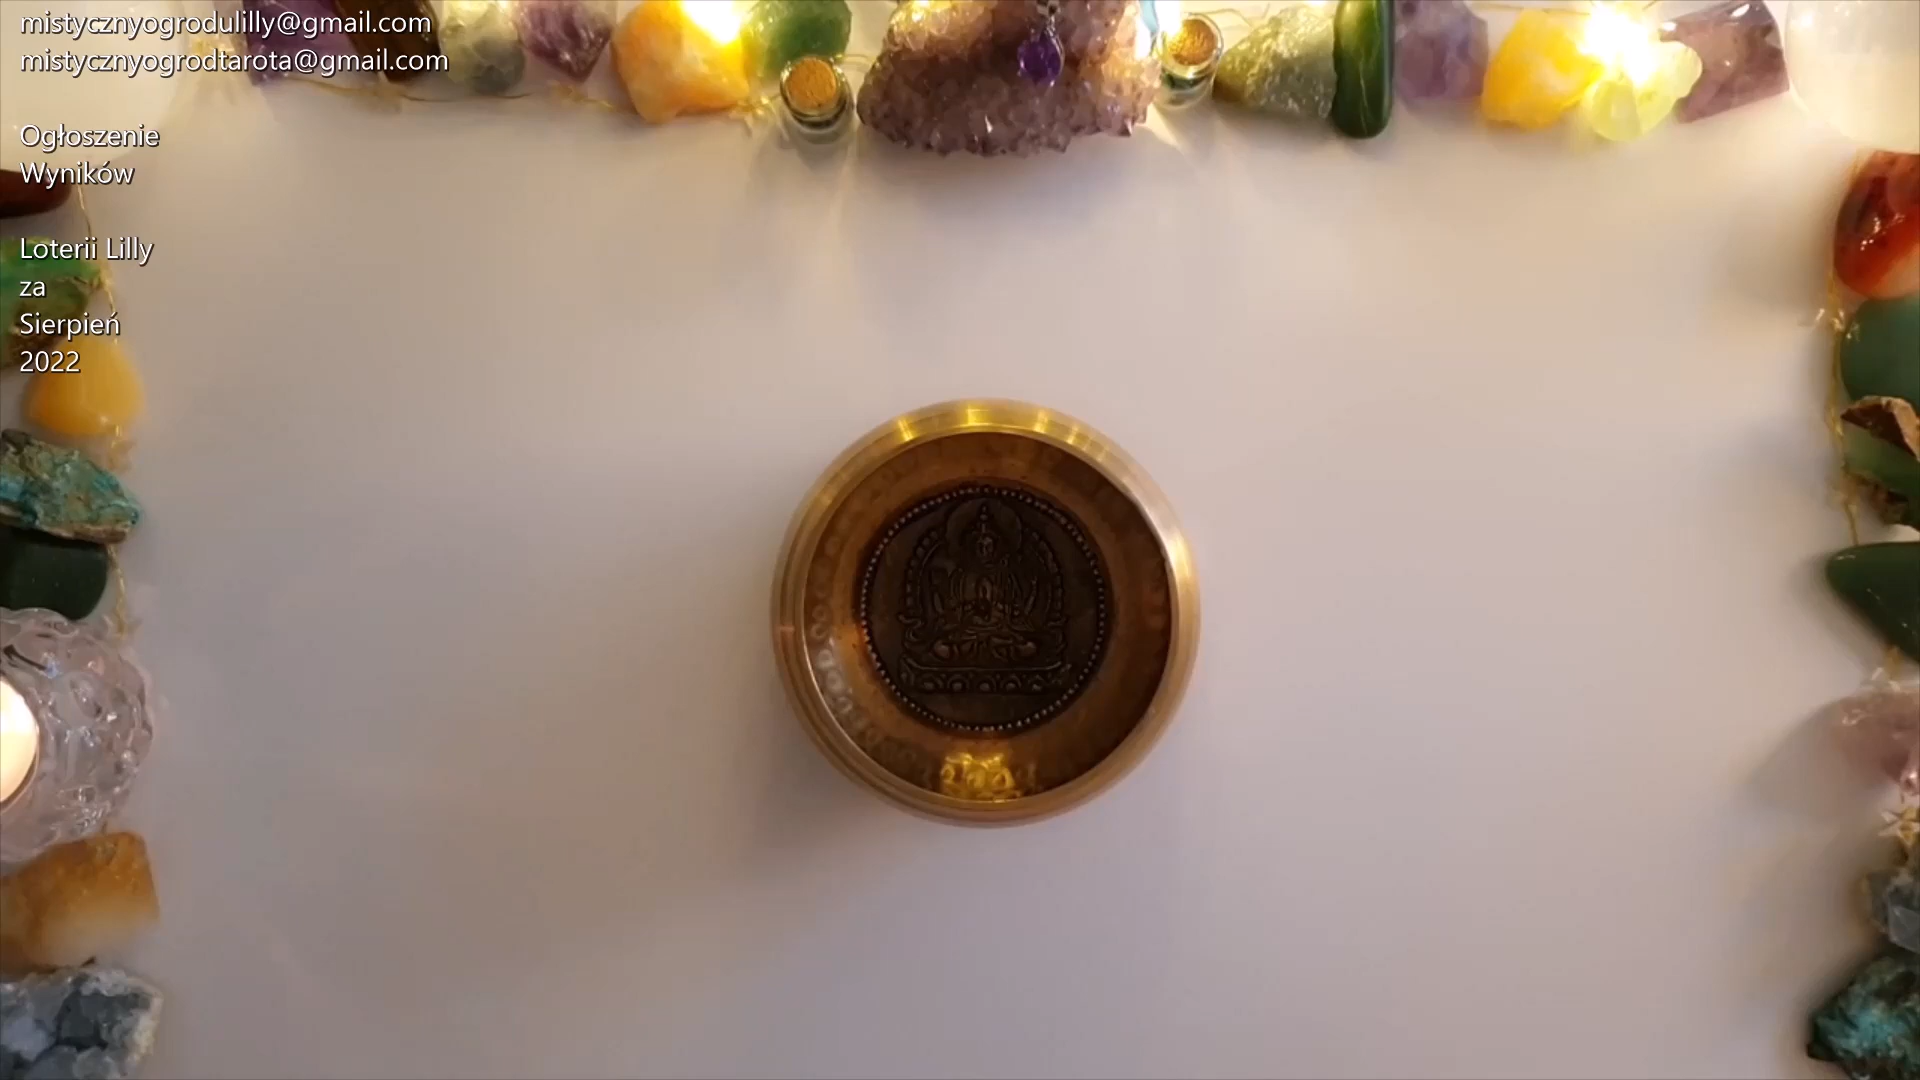 mistycznyogrodulilly@gmail.com
mistycznyogrodtarota@gmail.com
Ogłoszenie
Wyników
Loterii Lilly
za
Sierpień
2022